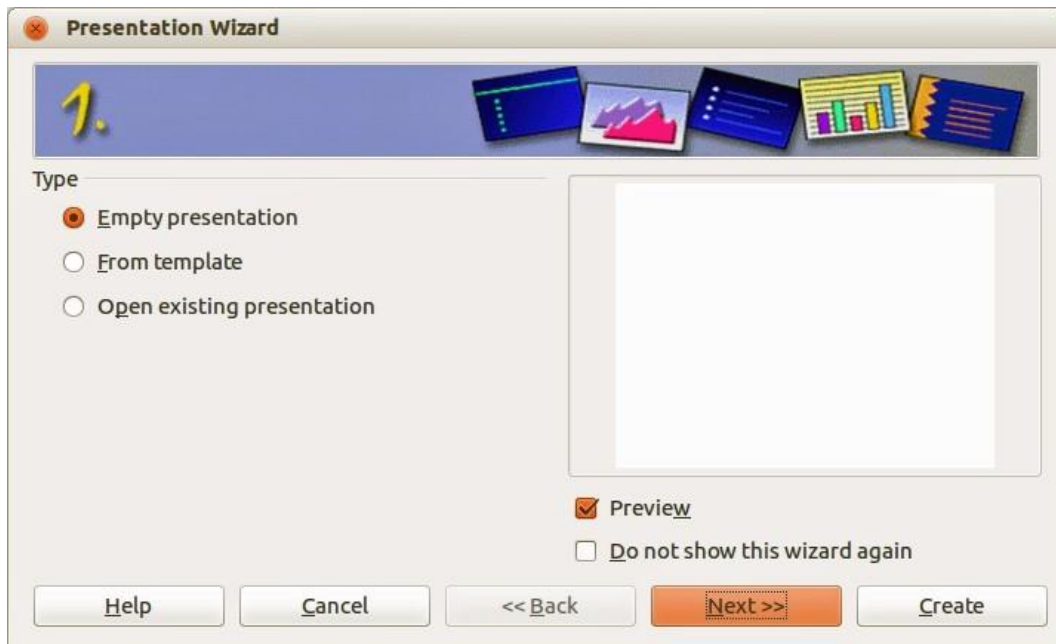 Presentation Wizard
1.
Type
Empty presentation
From template
Open existing presentation
Preview
Do not show this wizard again
Help
Cancel
<< Back
Next >>
Create